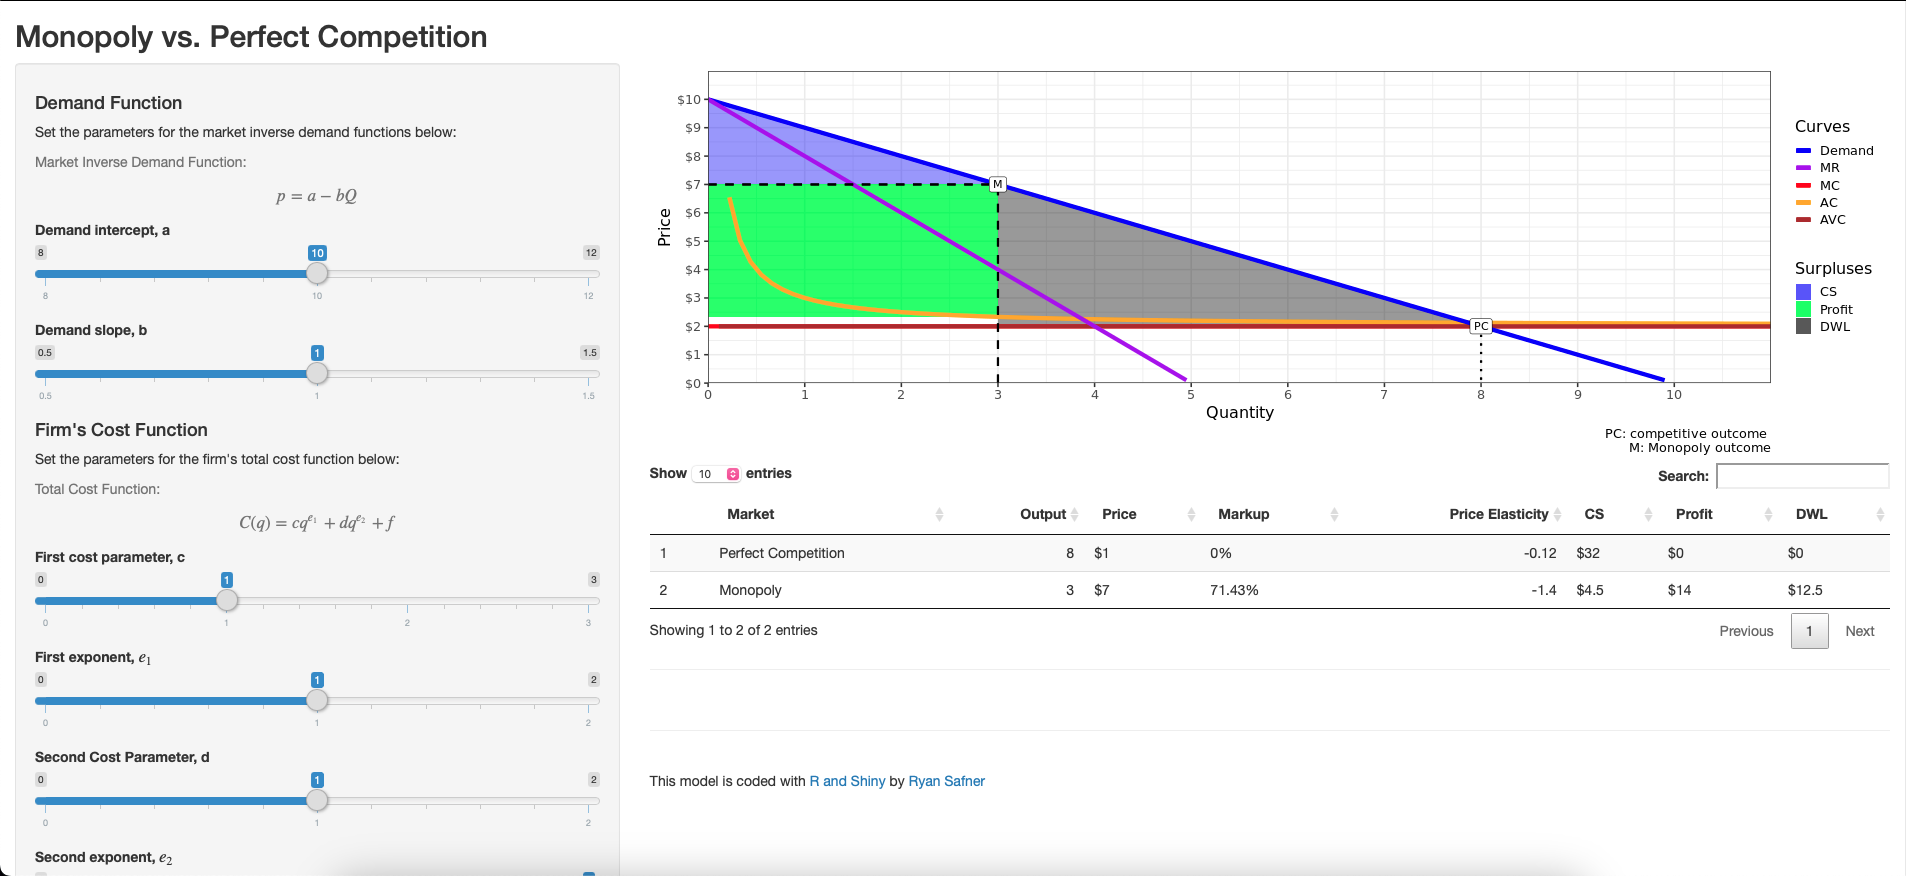 Monopoly vs. Perfect Competition
Demand Function
Set the parameters for the market inverse demand functions below:
Market Inverse Demand Function:
p = a − bQ
Demand intercept, a
8 10 12
8 10 12
Demand slope, b
0.5 1 1.5
0.5 1 1.5
Firm's Cost Function
Set the parameters for the firm's total cost function below:
Total Cost Function:
C(q) = cq^e₁ + dq^e₂ + f
First cost parameter, c
0 1 3
0 1 2 3
First exponent, e₁
0 1 2
0 1 2
Second Cost Parameter, d
0 1 2
0 1 2
Second exponent, e₂
$10
$9
$8
$7
$6
$5
$4
$3
$2
$1
$0
Price
M
PC
0 1 2 3 4 5 6 7 8 9 10
Quantity
Curves
Demand
MR
MC
AC
AVC
Surpluses
CS
Profit
DWL
PC: competitive outcome
M: Monopoly outcome
Show 10 entries
Search:
Market Output Price Markup Price Elasticity CS Profit DWL
1 Perfect Competition 8 $1 0% -0.12 $32 $0 $0
2 Monopoly 3 $7 71.43% -1.4 $4.5 $14 $12.5
Showing 1 to 2 of 2 entries
Previous 1 Next
This model is coded with R and Shiny by Ryan Safner